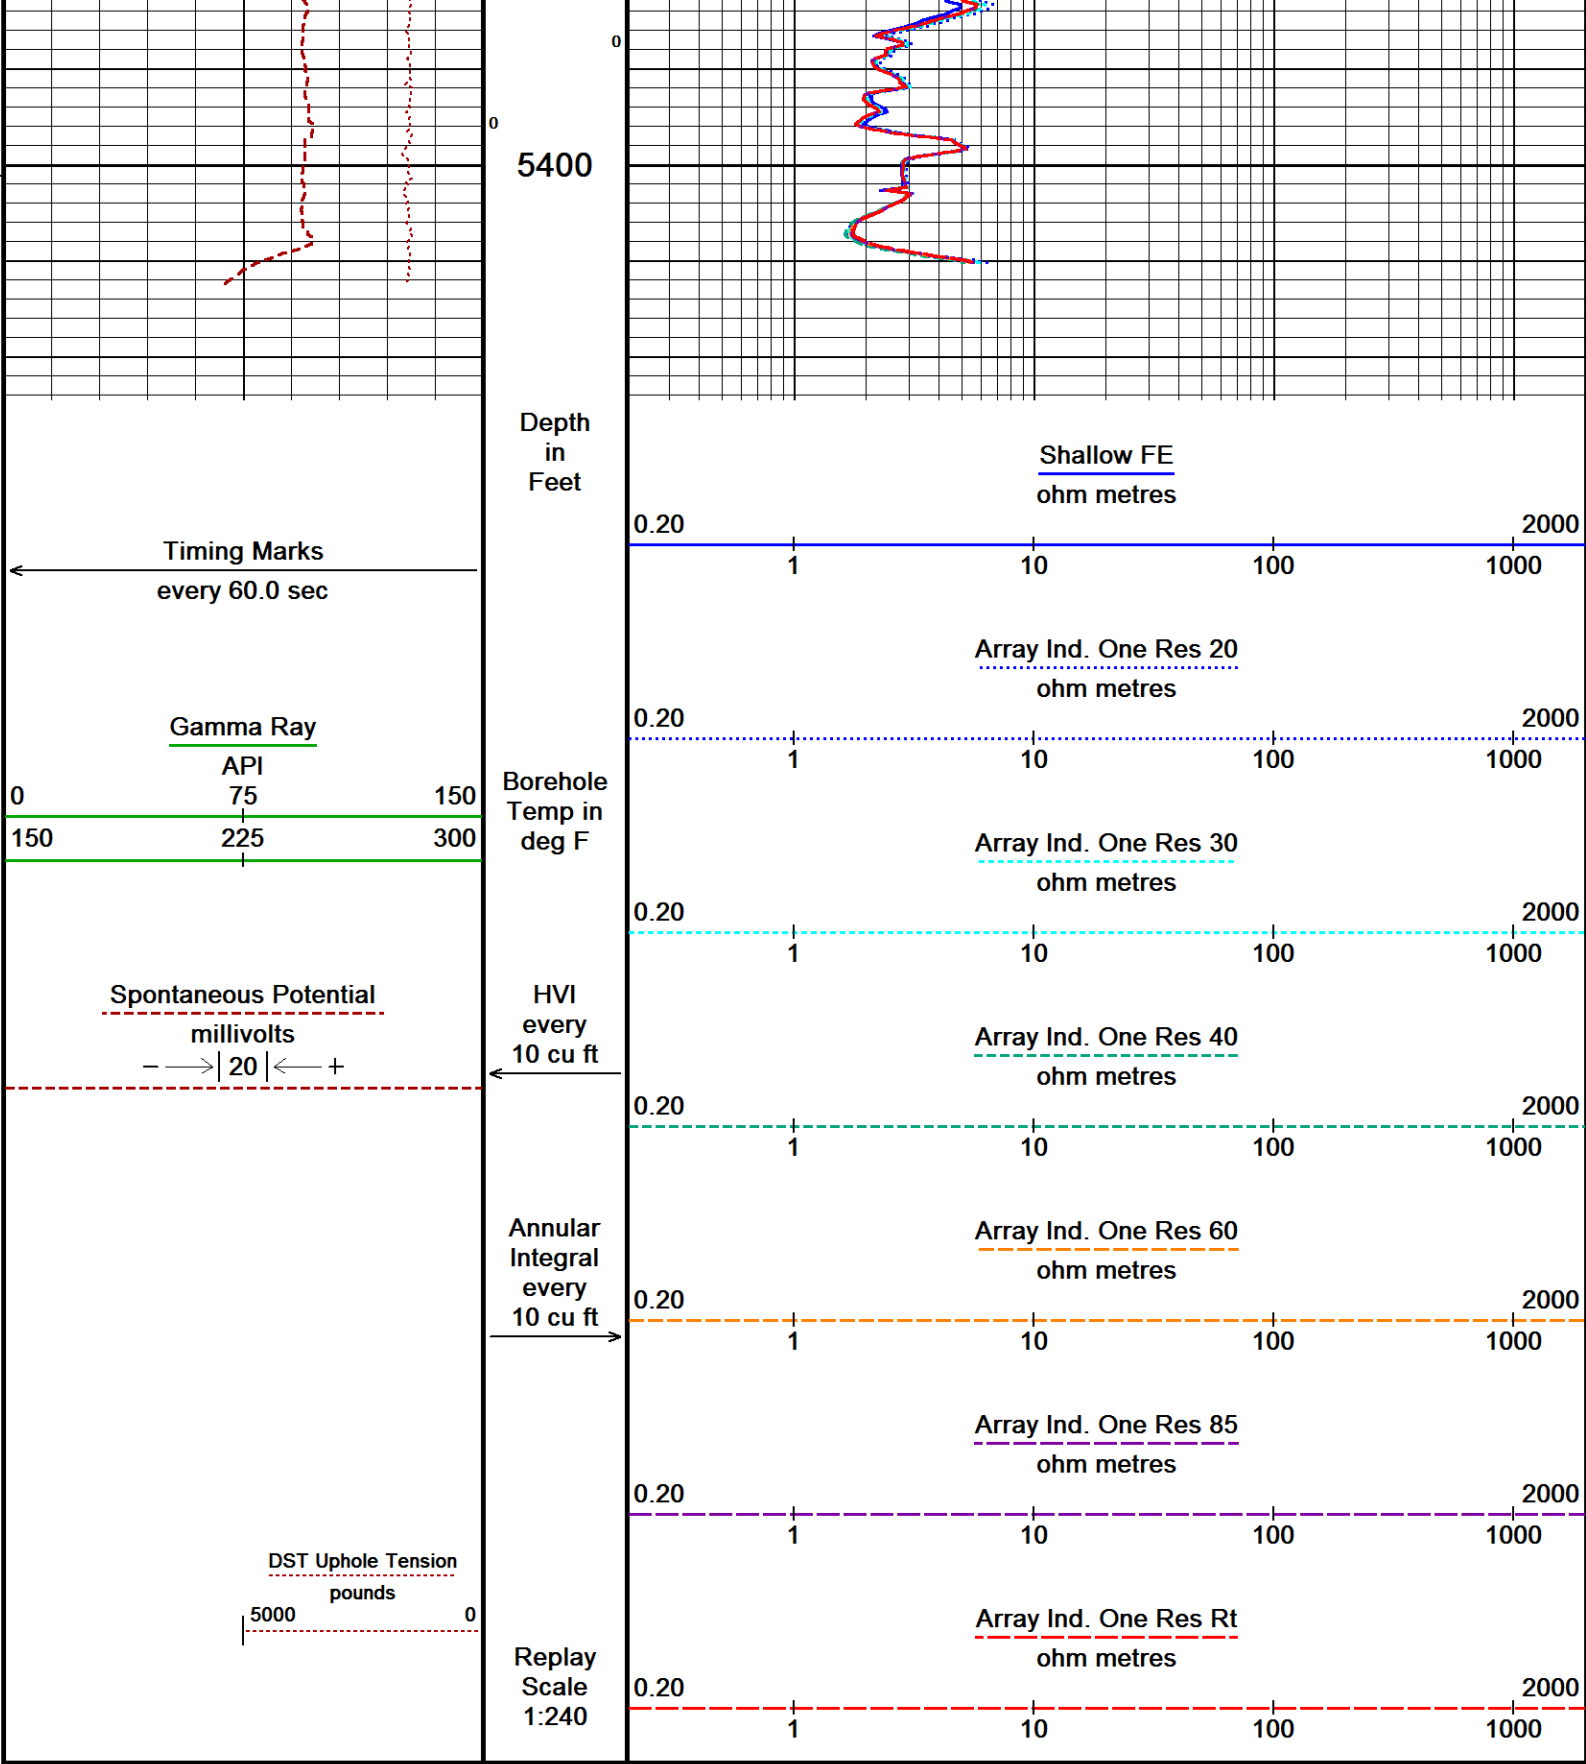 0
0
5400
Depth
in
Feet
Timing Marks
every 60.0 sec
Gamma Ray
API
0 75 150
150 225 300
Borehole
Temp in
deg F
Spontaneous Potential
millivolts
− 20 +
HVI
every
10 cu ft
Annular
Integral
every
10 cu ft
DST Uphole Tension
pounds
5000 0
Replay
Scale
1:240
Shallow FE
ohm metres
0.20 2000
1 10 100 1000
Array Ind. One Res 20
ohm metres
0.20 2000
1 10 100 1000
Array Ind. One Res 30
ohm metres
0.20 2000
1 10 100 1000
Array Ind. One Res 40
ohm metres
0.20 2000
1 10 100 1000
Array Ind. One Res 60
ohm metres
0.20 2000
1 10 100 1000
Array Ind. One Res 85
ohm metres
0.20 2000
1 10 100 1000
Array Ind. One Res Rt
ohm metres
0.20 2000
1 10 100 1000